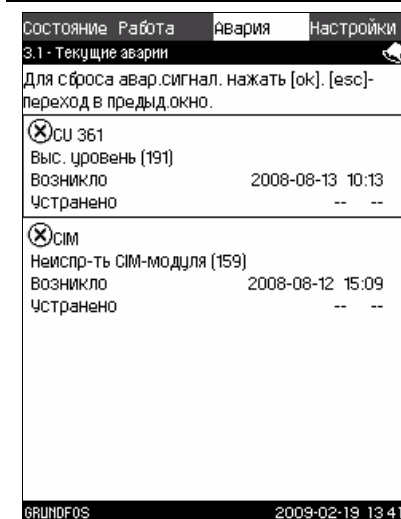 Состояние Работа Авария Настройки
3.1 - Текущие аварии
Для сброса авар.сигнал. нажать [ok]. [esc]-
переход в предыд.окно.
CU 361
Выс. уровень (191)
Возникло 2008-08-13 10:13
Устранено -- --
CIM
Неиспр-ть CIM-модуля (159)
Возникло 2008-08-12 15:09
Устранено -- --
GRUNDFOS 2009-02-19 13:41